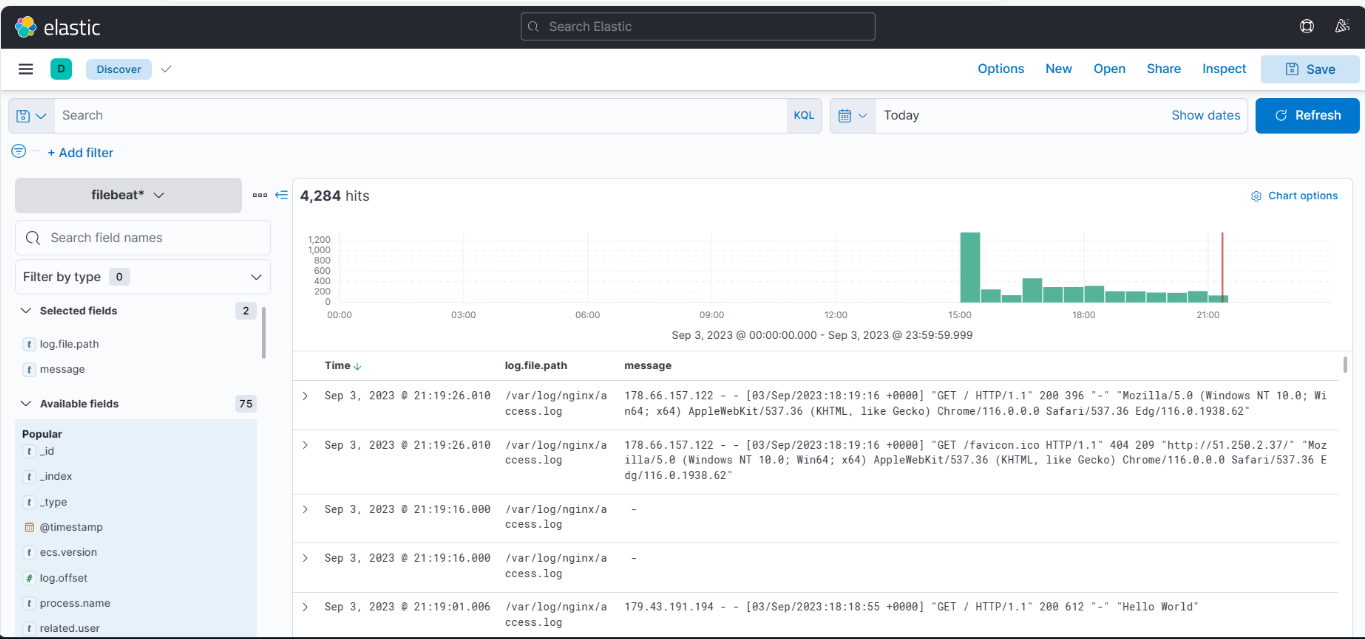 elastic
Search Elastic
D
Discover
Options New Open Share Inspect Save
Search
KQL
Today
Show dates
Refresh
+ Add filter
filebeat*
4,284 hits
Chart options
Search field names
Filter by type 0
Selected fields 2
t log.file.path
t message
Available fields 75
Popular
t _id
t _index
t _type
@timestamp
t ecs.version
# log.offset
t process.name
t related.user
1,200
1,000
800
600
400
200
0
00:00 03:00 06:00 09:00 12:00 15:00 18:00 21:00
Sep 3, 2023 @ 00:00:00.000 - Sep 3, 2023 @ 23:59:59.999
Time log.file.path message
Sep 3, 2023 @ 21:19:26.010 /var/log/nginx/a 178.66.157.122 - - [03/Sep/2023:18:19:16 +0000] "GET / HTTP/1.1" 200 396 "-" "Mozilla/5.0 (Windows NT 10.0; Wi
ccess.log n64; x64) AppleWebKit/537.36 (KHTML, like Gecko) Chrome/116.0.0.0 Safari/537.36 Edg/116.0.1938.62"
Sep 3, 2023 @ 21:19:26.010 /var/log/nginx/a 178.66.157.122 - - [03/Sep/2023:18:19:16 +0000] "GET /favicon.ico HTTP/1.1" 404 209 "http://51.250.2.37/" "Moz
ccess.log illa/5.0 (Windows NT 10.0; Win64; x64) AppleWebKit/537.36 (KHTML, like Gecko) Chrome/116.0.0.0 Safari/537.36 E
dg/116.0.1938.62"
Sep 3, 2023 @ 21:19:16.000 /var/log/nginx/a -
ccess.log
Sep 3, 2023 @ 21:19:16.000 /var/log/nginx/a -
ccess.log
Sep 3, 2023 @ 21:19:01.006 /var/log/nginx/a 179.43.191.194 - - [03/Sep/2023:18:18:55 +0000] "GET / HTTP/1.1" 200 612 "-" "Hello World"
ccess.log